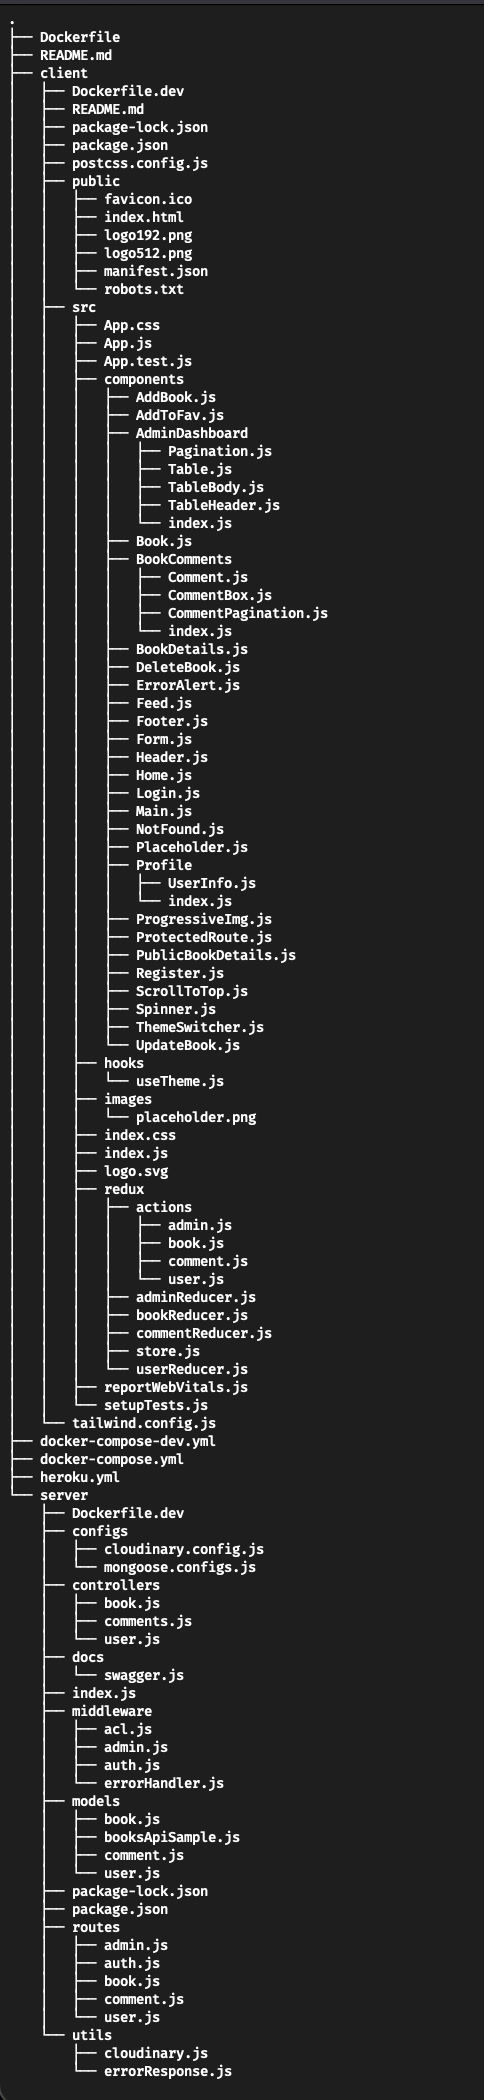 .
├── Dockerfile
├── README.md
├── client
│   ├── Dockerfile.dev
│   ├── README.md
│   ├── package-lock.json
│   ├── package.json
│   ├── postcss.config.js
│   ├── public
│   │   ├── favicon.ico
│   │   ├── index.html
│   │   ├── logo192.png
│   │   ├── logo512.png
│   │   ├── manifest.json
│   │   └── robots.txt
│   ├── src
│   │   ├── App.css
│   │   ├── App.js
│   │   ├── App.test.js
│   │   ├── components
│   │   │   ├── AddBook.js
│   │   │   ├── AddToFav.js
│   │   │   ├── AdminDashboard
│   │   │   │   ├── Pagination.js
│   │   │   │   ├── Table.js
│   │   │   │   ├── TableBody.js
│   │   │   │   ├── TableHeader.js
│   │   │   │   └── index.js
│   │   │   ├── Book.js
│   │   │   ├── BookComments
│   │   │   │   ├── Comment.js
│   │   │   │   ├── CommentBox.js
│   │   │   │   ├── CommentPagination.js
│   │   │   │   └── index.js
│   │   │   ├── BookDetails.js
│   │   │   ├── DeleteBook.js
│   │   │   ├── ErrorAlert.js
│   │   │   ├── Feed.js
│   │   │   ├── Footer.js
│   │   │   ├── Form.js
│   │   │   ├── Header.js
│   │   │   ├── Home.js
│   │   │   ├── Login.js
│   │   │   ├── Main.js
│   │   │   ├── NotFound.js
│   │   │   ├── Placeholder.js
│   │   │   ├── Profile
│   │   │   │   ├── UserInfo.js
│   │   │   │   └── index.js
│   │   │   ├── ProgressiveImg.js
│   │   │   ├── ProtectedRoute.js
│   │   │   ├── PublicBookDetails.js
│   │   │   ├── Register.js
│   │   │   ├── ScrollToTop.js
│   │   │   ├── Spinner.js
│   │   │   ├── ThemeSwitcher.js
│   │   │   └── UpdateBook.js
│   │   ├── hooks
│   │   │   └── useTheme.js
│   │   ├── images
│   │   │   └── placeholder.png
│   │   ├── index.css
│   │   ├── index.js
│   │   ├── logo.svg
│   │   ├── redux
│   │   │   ├── actions
│   │   │   │   ├── admin.js
│   │   │   │   ├── book.js
│   │   │   │   ├── comment.js
│   │   │   │   └── user.js
│   │   │   ├── adminReducer.js
│   │   │   ├── bookReducer.js
│   │   │   ├── commentReducer.js
│   │   │   ├── store.js
│   │   │   └── userReducer.js
│   │   ├── reportWebVitals.js
│   │   └── setupTests.js
│   └── tailwind.config.js
├── docker-compose-dev.yml
├── docker-compose.yml
├── heroku.yml
└── server
    ├── Dockerfile.dev
    ├── configs
    │   ├── cloudinary.config.js
    │   └── mongoose.configs.js
    ├── controllers
    │   ├── book.js
    │   ├── comments.js
    │   └── user.js
    ├── docs
    │   └── swagger.js
    ├── index.js
    ├── middleware
    │   ├── acl.js
    │   ├── admin.js
    │   ├── auth.js
    │   └── errorHandler.js
    ├── models
    │   ├── book.js
    │   ├── booksApiSample.js
    │   ├── comment.js
    │   └── user.js
    ├── package-lock.json
    ├── package.json
    ├── routes
    │   ├── admin.js
    │   ├── auth.js
    │   ├── book.js
    │   ├── comment.js
    │   └── user.js
    └── utils
        ├── cloudinary.js
        └── errorResponse.js